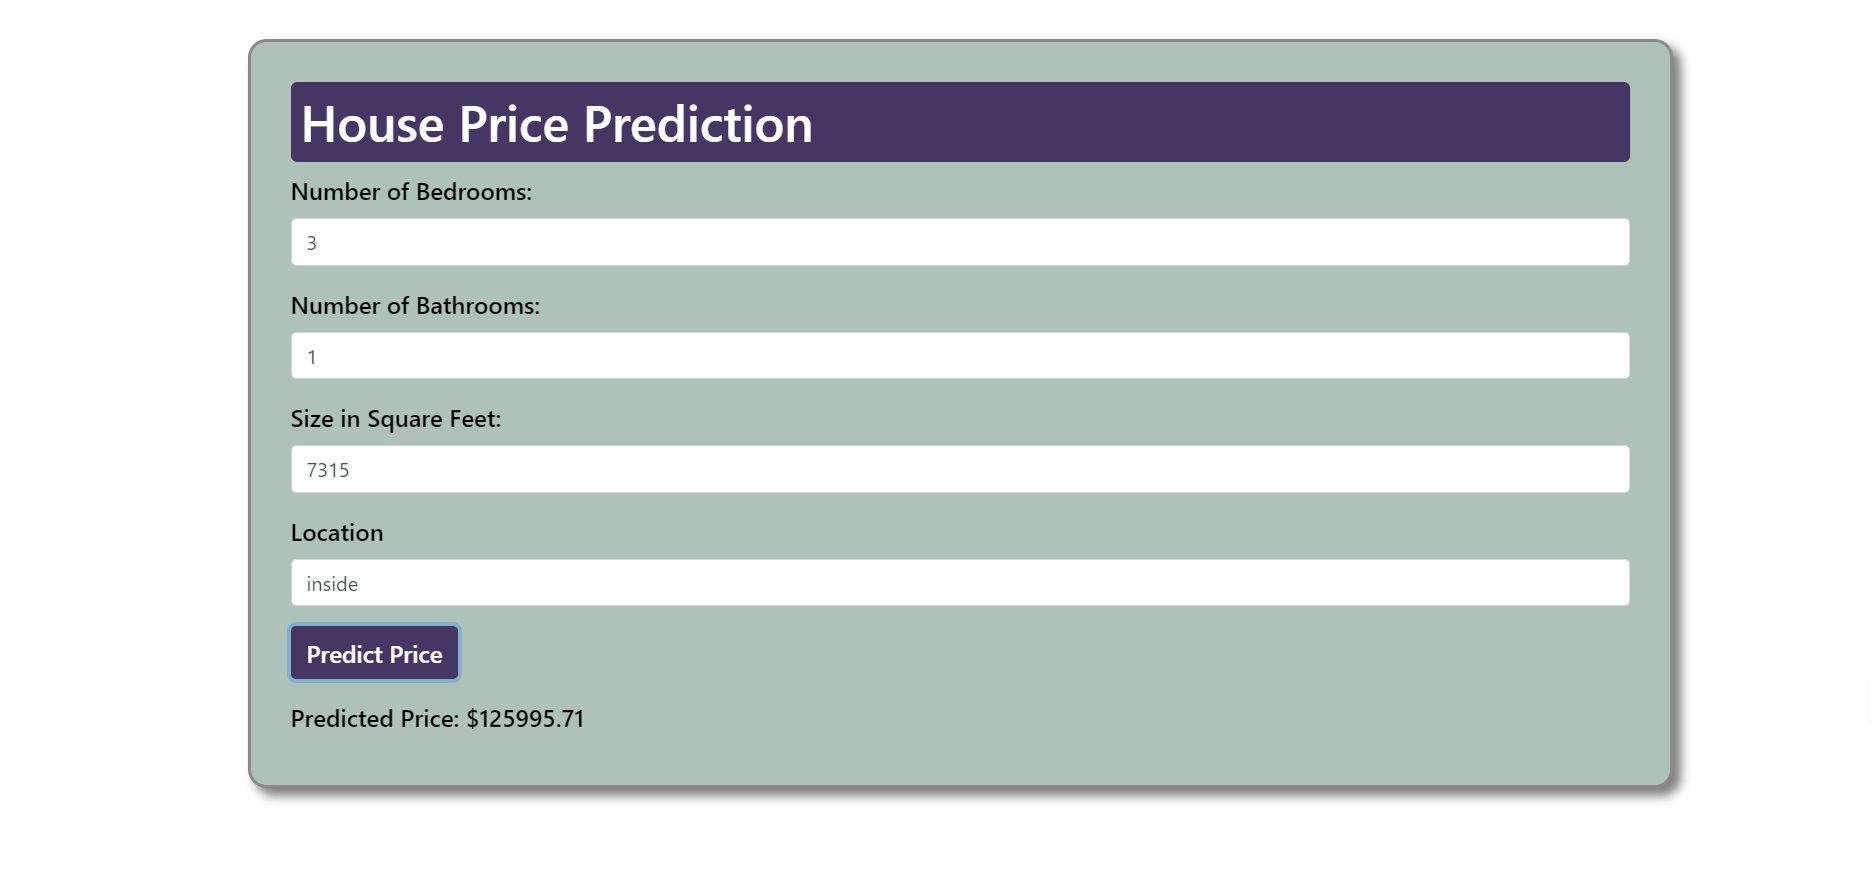 House Price Prediction
Number of Bedrooms:
3
Number of Bathrooms:
1
Size in Square Feet:
7315
Location
inside
Predict Price
Predicted Price: $125995.71